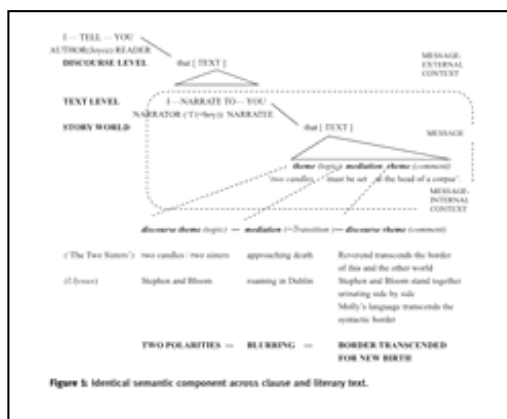 I — TELL — YOU
AUTHOR(Joyce) READER
DISCOURSE LEVEL
that [ TEXT ]
MESSAGE-
EXTERNAL
CONTEXT
TEXT LEVEL
I —NARRATE TO— YOU
NARRATOR ('I'(=boy)) NARRATEE
STORY WORLD
that [ TEXT ]
MESSAGE
theme (topic) mediation rheme (comment)
'two candles must be set at the head of a corpse'.
MESSAGE-
INTERNAL
CONTEXT
discourse theme (topic) — mediation (=Transition) — discourse rheme (comment)
('The Two Sisters') two candles / two sisters approaching death Reverend transcends the border
of this and the other world
(Ulysses) Stephen and Bloom roaming in Dublin Stephen and Bloom stand together
urinating side by side
Molly's language transcends the
syntactic border
TWO POLARITIES — BLURRING — BORDER TRANSCENDED
FOR NEW BIRTH
Figure 1: Identical semantic component across clause and literary text.